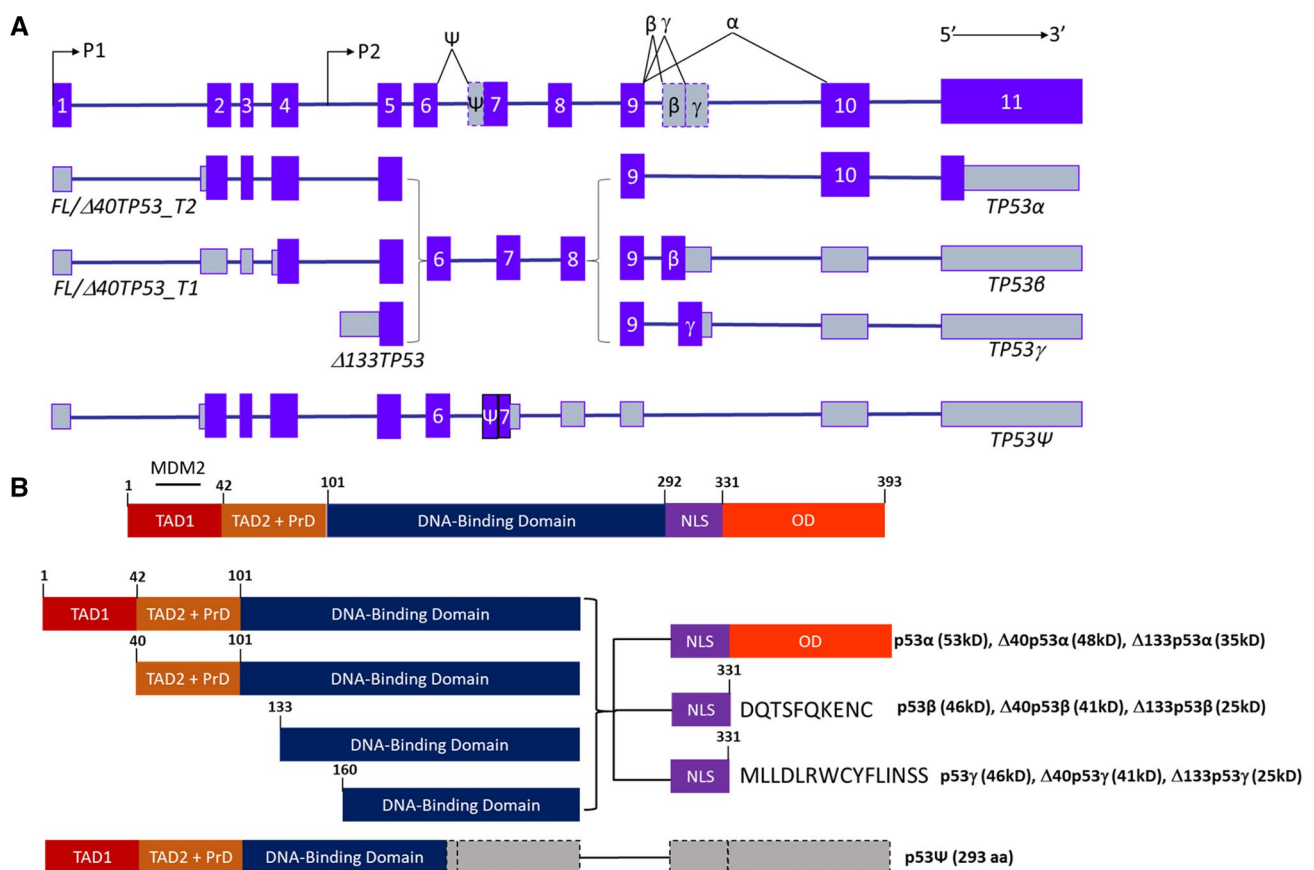 A
P1
P2
Ψ
β γ
α
5’ 3’
1 2 3 4 5 6 Ψ 7 8 9 β γ 10 11
9 10
FL/Δ40TP53_T2
TP53α
6 7 8
9 β
FL/Δ40TP53_T1
TP53β
9 γ
Δ133TP53
TP53γ
6 Ψ 7
TP53Ψ
B
MDM2
1 42 101 292 331 393
TAD1 TAD2 + PrD DNA-Binding Domain NLS OD
1 42 101
TAD1 TAD2 + PrD DNA-Binding Domain
NLS OD p53α (53kD), Δ40p53α (48kD), Δ133p53α (35kD)
40 101
TAD2 + PrD DNA-Binding Domain
331
NLS DQTSFQKENC p53β (46kD), Δ40p53β (41kD), Δ133p53β (25kD)
133
DNA-Binding Domain
331
NLS MLLDLRWCYFLINSS p53γ (46kD), Δ40p53γ (41kD), Δ133p53γ (25kD)
160
DNA-Binding Domain
TAD1 TAD2 + PrD DNA-Binding Domain p53Ψ (293 aa)